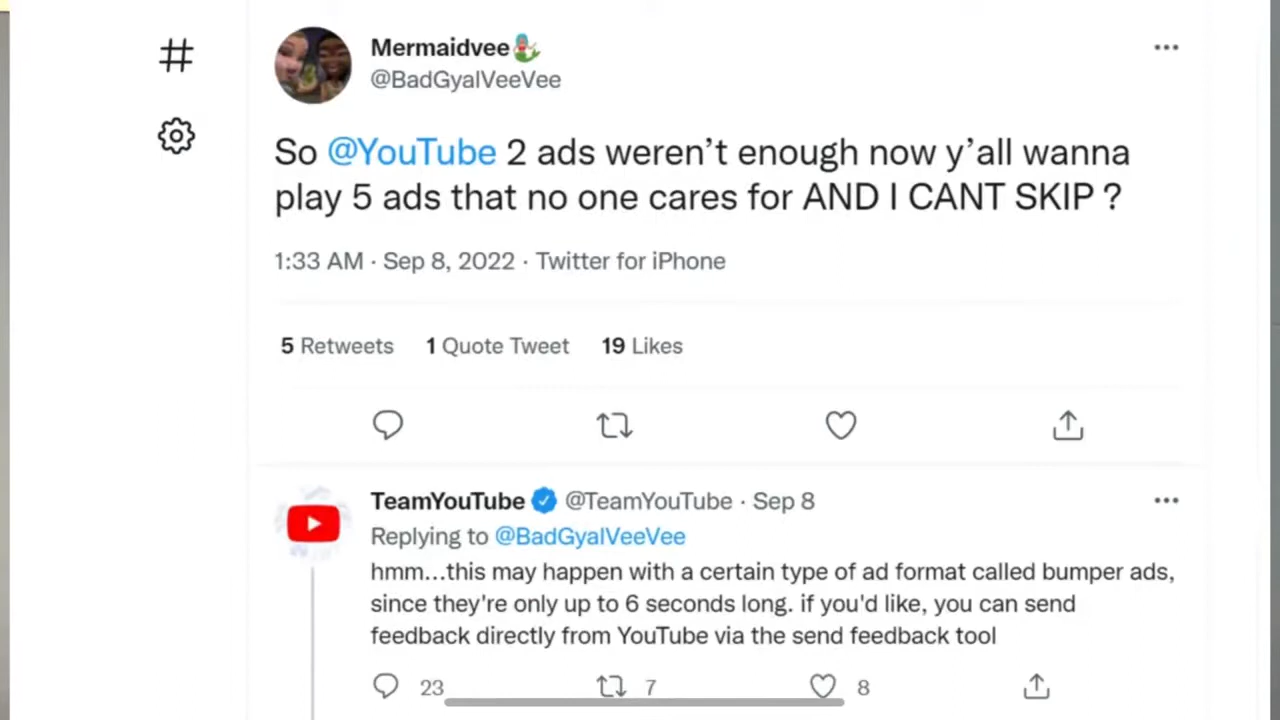 Mermaidvee🧜‍♀️
@BadGyalVeeVee
So @YouTube 2 ads weren’t enough now y’all wanna
play 5 ads that no one cares for AND I CANT SKIP ?
1:33 AM · Sep 8, 2022 · Twitter for iPhone
5 Retweets 1 Quote Tweet 19 Likes
TeamYouTube @TeamYouTube · Sep 8
Replying to @BadGyalVeeVee
hmm...this may happen with a certain type of ad format called bumper ads,
since they're only up to 6 seconds long. if you'd like, you can send
feedback directly from YouTube via the send feedback tool
23 7 8